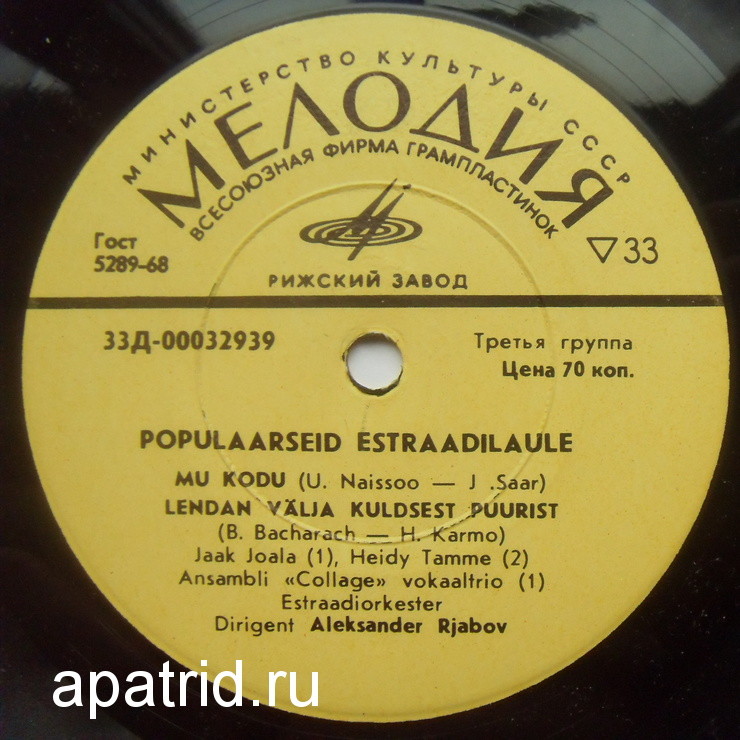 МИНИСТЕРСТВО КУЛЬТУРЫ СССР
МЕЛОДИЯ
ВСЕСОЮЗНАЯ ФИРМА ГРАМПЛАСТИНОК
Гост
5289-68
▽33
РИЖСКИЙ ЗАВОД
33Д-00032939
Третья группа
Цена 70 коп.
POPULAARSEID ESTRAADILAULE
MU KODU (U. Naissoo — J .Saar)
LENDAN VÄLJA KULDSEST PUURIST
(B. Bacharach — H. Karmo)
Jaak Joala (1), Heidy Tamme (2)
Ansambli «Collage» vokaaltrio (1)
Estraadiorkester
Dirigent Aleksander Rjabov
apatrid.ru